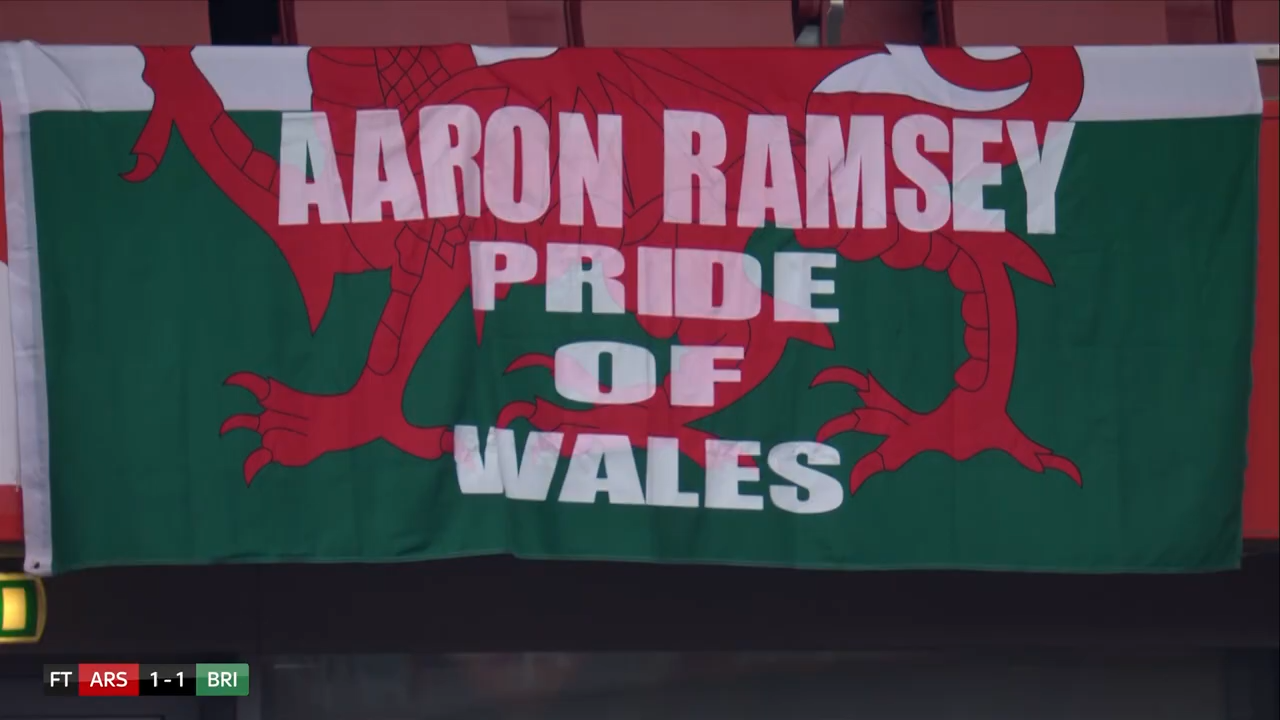 AARON RAMSEY
PRIDE
OF
WALES
FT ARS 1-1 BRI